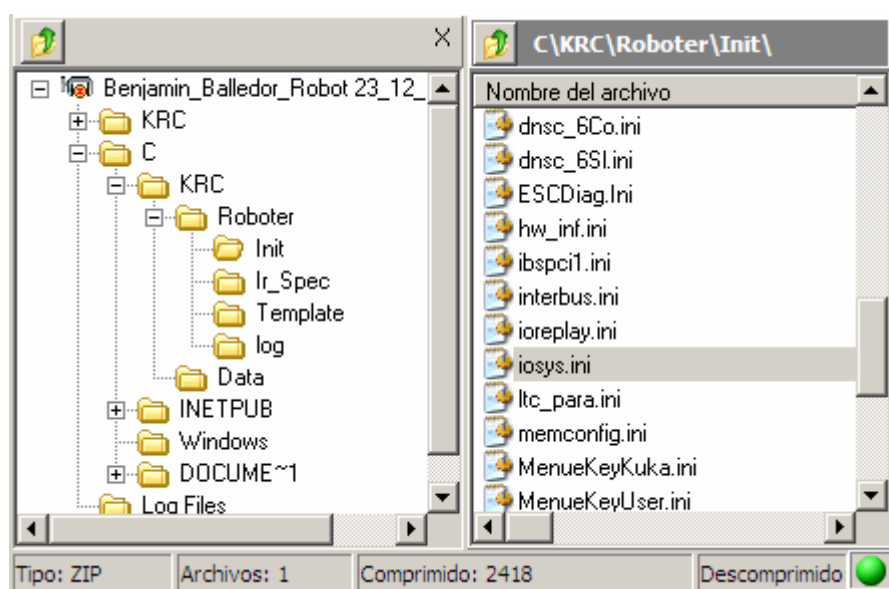 C\KRC\Roboter\Init\
Benjamin_Balledor_Robot 23_12_
KRC
C
KRC
Roboter
Init
Ir_Spec
Template
log
Data
INETPUB
Windows
DOCUME~1
Log Files
Nombre del archivo
dnsc_6Co.ini
dnsc_6SI.ini
ESCDiag.Ini
hw_inf.ini
ibspci1.ini
interbus.ini
ioreplay.ini
iosys.ini
ltc_para.ini
memconfig.ini
MenueKeyKuka.ini
MenueKeyUser.ini
Tipo: ZIP
Archivos: 1
Comprimido: 2418
Descomprimido